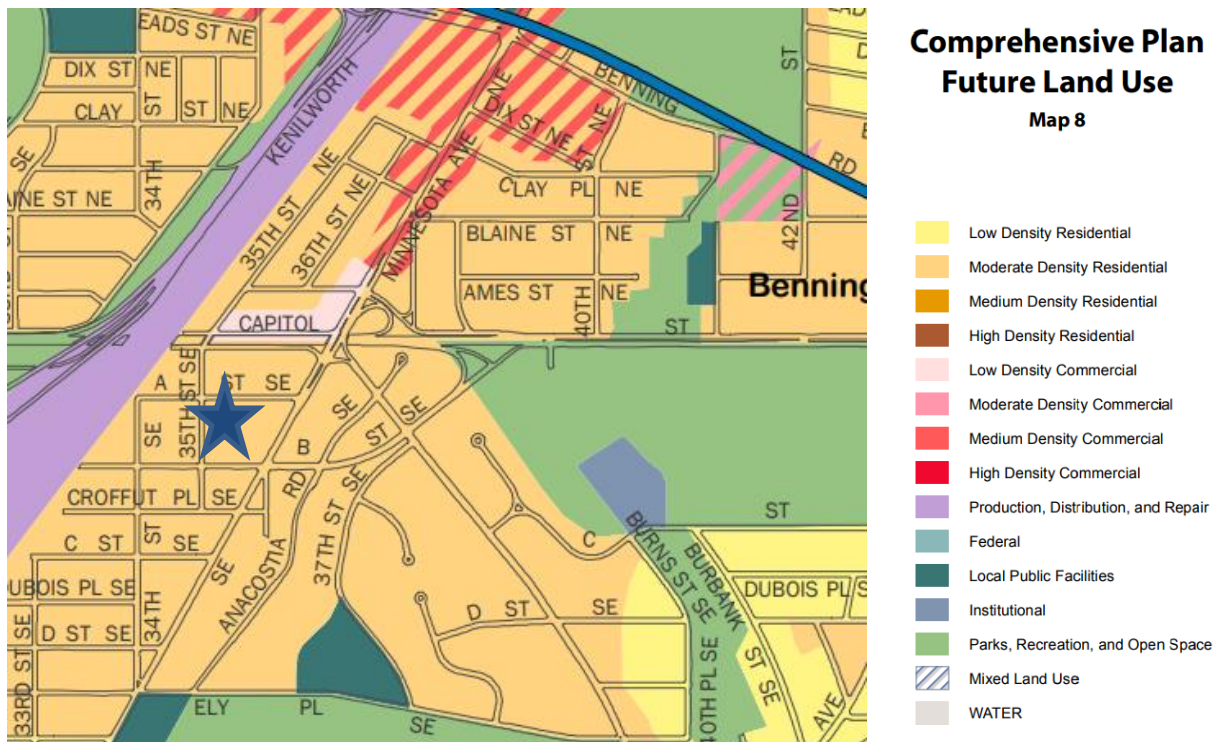 EADS ST NE
DIX ST NE
CLAY
ST
ST
NE
34TH
SE
AINE ST NE
KENILWORTH
35TH ST
NE
36TH ST NE
MINNESOTA AVE
NE
DIX ST NE
ST NE
BENNING
RD
ST
42ND
CLAY PL NE
BLAINE ST NE
AMES ST NE
40TH
Benning
CAPITOL
ST
A
ST SE
35TH ST SE
SE
B
ST
SE
SE
CROFFUT PL SE
RD
C ST SE
ST
34TH
SE
ANACOSTIA
37TH ST SE
UBOIS PL SE
D ST SE
33RD ST SE
C
D ST SE
BURNS ST SE
BURBANK
ST SE
ST
DUBOIS PL S
40TH PL SE
AVE
ELY PL SE
Comprehensive Plan
Future Land Use
Map 8
Low Density Residential
Moderate Density Residential
Medium Density Residential
High Density Residential
Low Density Commercial
Moderate Density Commercial
Medium Density Commercial
High Density Commercial
Production, Distribution, and Repair
Federal
Local Public Facilities
Institutional
Parks, Recreation, and Open Space
Mixed Land Use
WATER